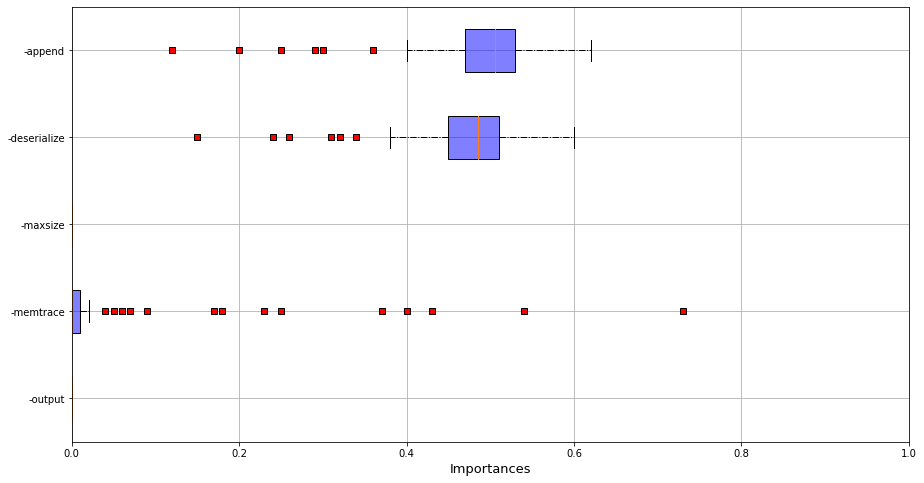 -append
-deserialize
-maxsize
-memtrace
-output
0.0 0.2 0.4 0.6 0.8 1.0
Importances